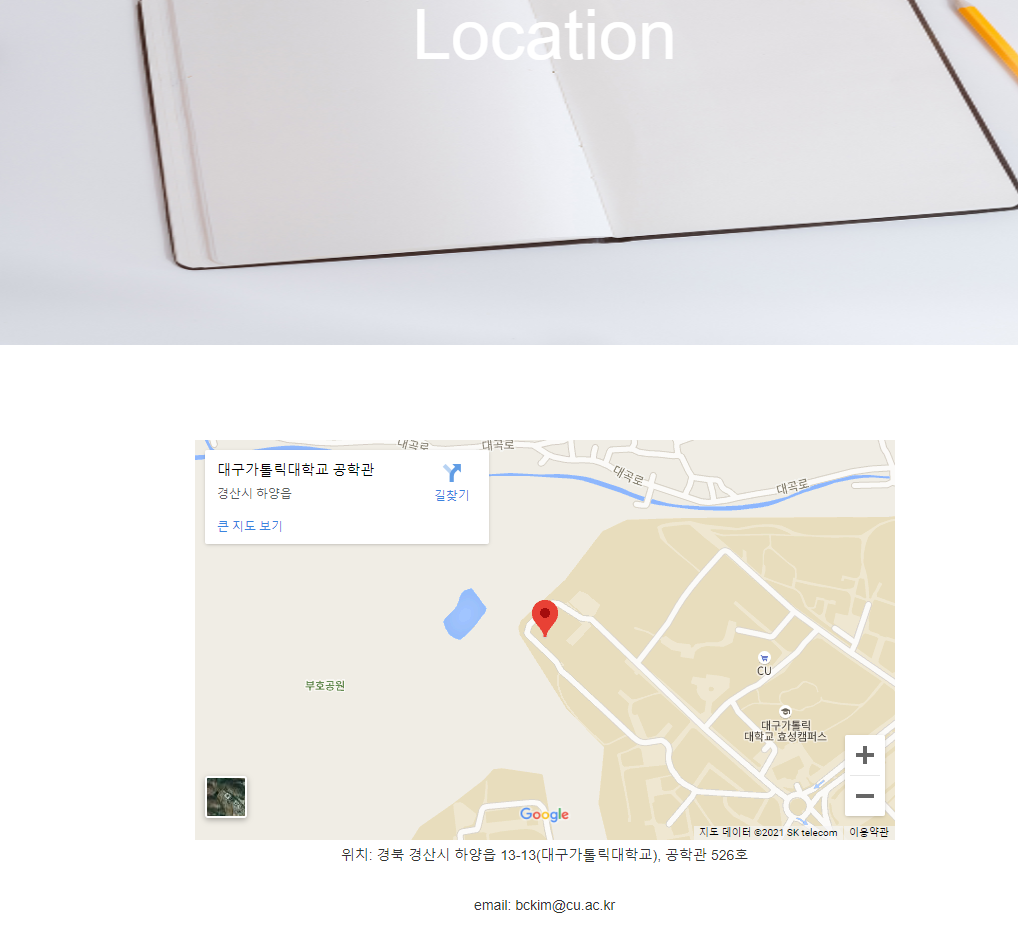 Location
대곡로
대곡로
대구가톨릭대학교 공학관
길찾기
경산시 하양읍
큰 지도 보기
대곡로
대곡로
CU
부호공원
대구가톨릭
대학교 효성캠퍼스
Google
지도 데이터 ©2021 SK telecom
이용약관
위치: 경북 경산시 하양읍 13-13(대구가톨릭대학교), 공학관 526호
email: bckim@cu.ac.kr